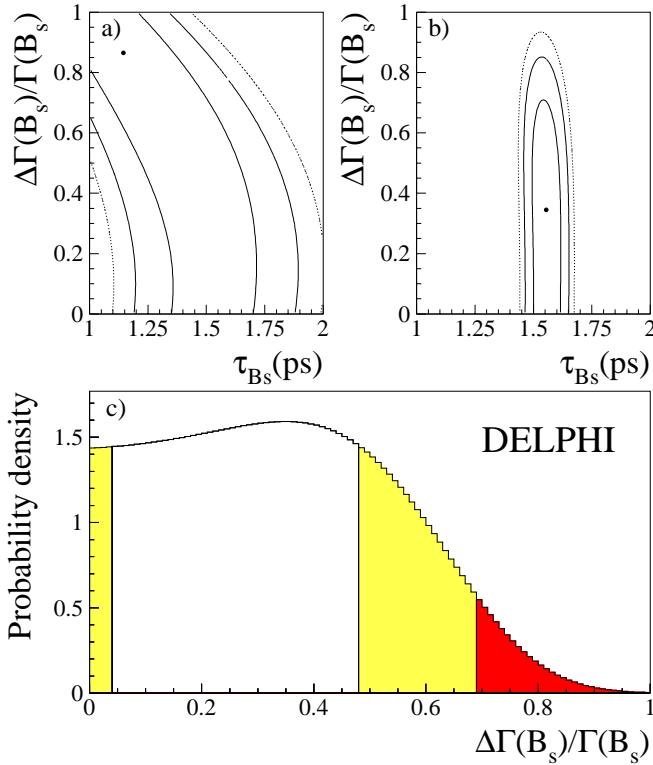 a)
ΔΓ(B_s)/Γ(B_s)
1
0.8
0.6
0.4
0.2
0
1 1.25 1.5 1.75 2
τ_Bs(ps)
b)
ΔΓ(B_s)/Γ(B_s)
1
0.8
0.6
0.4
0.2
0
1 1.25 1.5 1.75 2
τ_Bs(ps)
c)
DELPHI
Probability density
1.5
1
0.5
0
0 0.2 0.4 0.6 0.8 1
ΔΓ(B_s)/Γ(B_s)